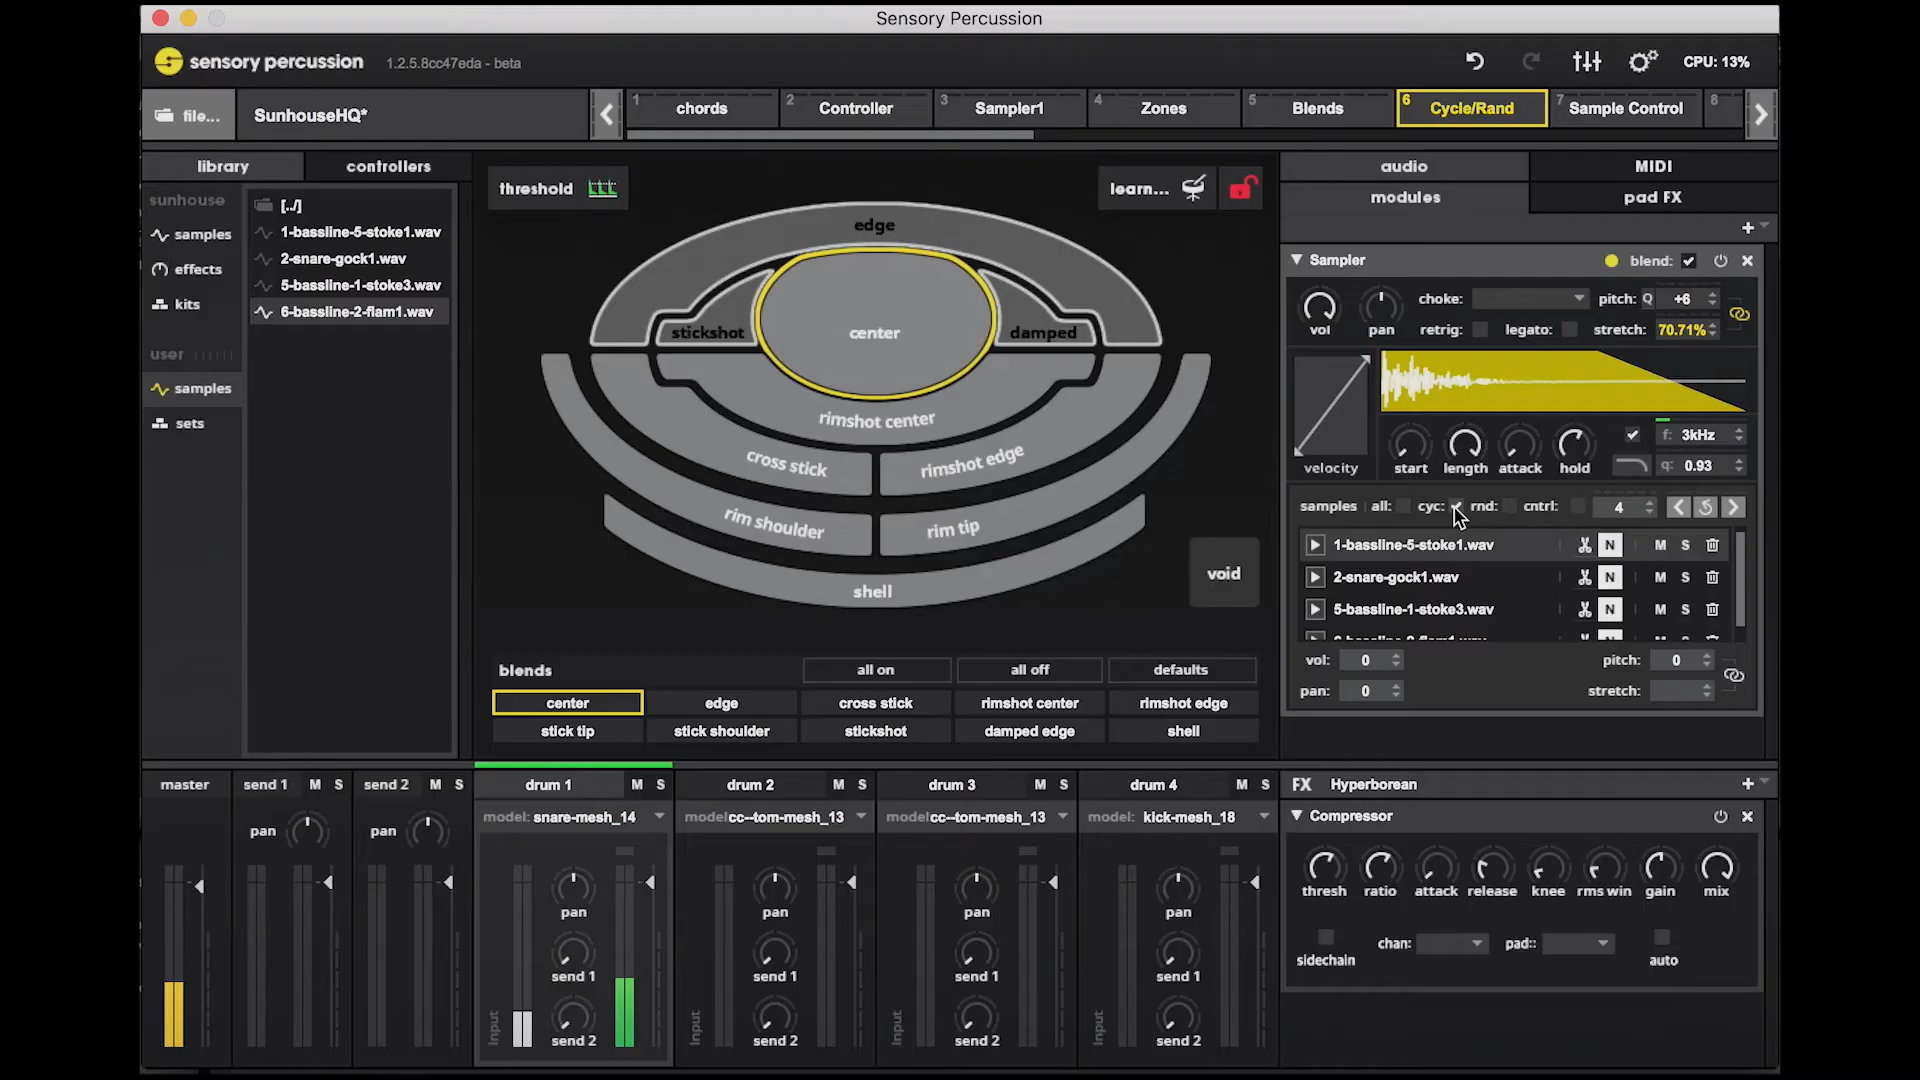 Sensory Percussion
sensory percussion 1.2.5.8cc47eda - beta
CPU: 13%
file... SunhouseHQ*
1 chords 2 Controller 3 Sampler1 4 Zones 5 Blends 6 Cycle/Rand 7 Sample Control 8
library controllers
sunhouse
samples
effects
kits
user
samples
sets
[../]
1-bassline-5-stoke1.wav
2-snare-gock1.wav
5-bassline-1-stoke3.wav
6-bassline-2-flam1.wav
threshold
learn...
edge
stickshot
center
damped
rimshot center
cross stick
rimshot edge
rim shoulder
rim tip
shell
void
blends all on all off defaults
center edge cross stick rimshot center rimshot edge
stick tip stick shoulder stickshot damped edge shell
audio MIDI
modules pad FX
+
Sampler blend:
vol pan choke: pitch: Q +6
retrig: legato: stretch: 70.71%
velocity
start length attack hold
f: 3kHz
q: 0.93
samples all: cyc: rnd: cntrl: 4
1-bassline-5-stoke1.wav N M S
2-snare-gock1.wav N M S
5-bassline-1-stoke3.wav N M S
vol: 0 pitch: 0
pan: 0 stretch:
master
send 1 M S
pan
send 2 M S
pan
drum 1 M S
model: snare-mesh_14
pan
send 1
send 2
Input
drum 2 M S
model cc--tom-mesh_13
pan
send 1
send 2
Input
drum 3 M S
model cc--tom-mesh_13
pan
send 1
send 2
Input
drum 4 M S
model: kick-mesh_18
pan
send 1
send 2
Input
FX Hyperborean +
Compressor
thresh ratio attack release knee rms win gain mix
sidechain chan: pad:: auto